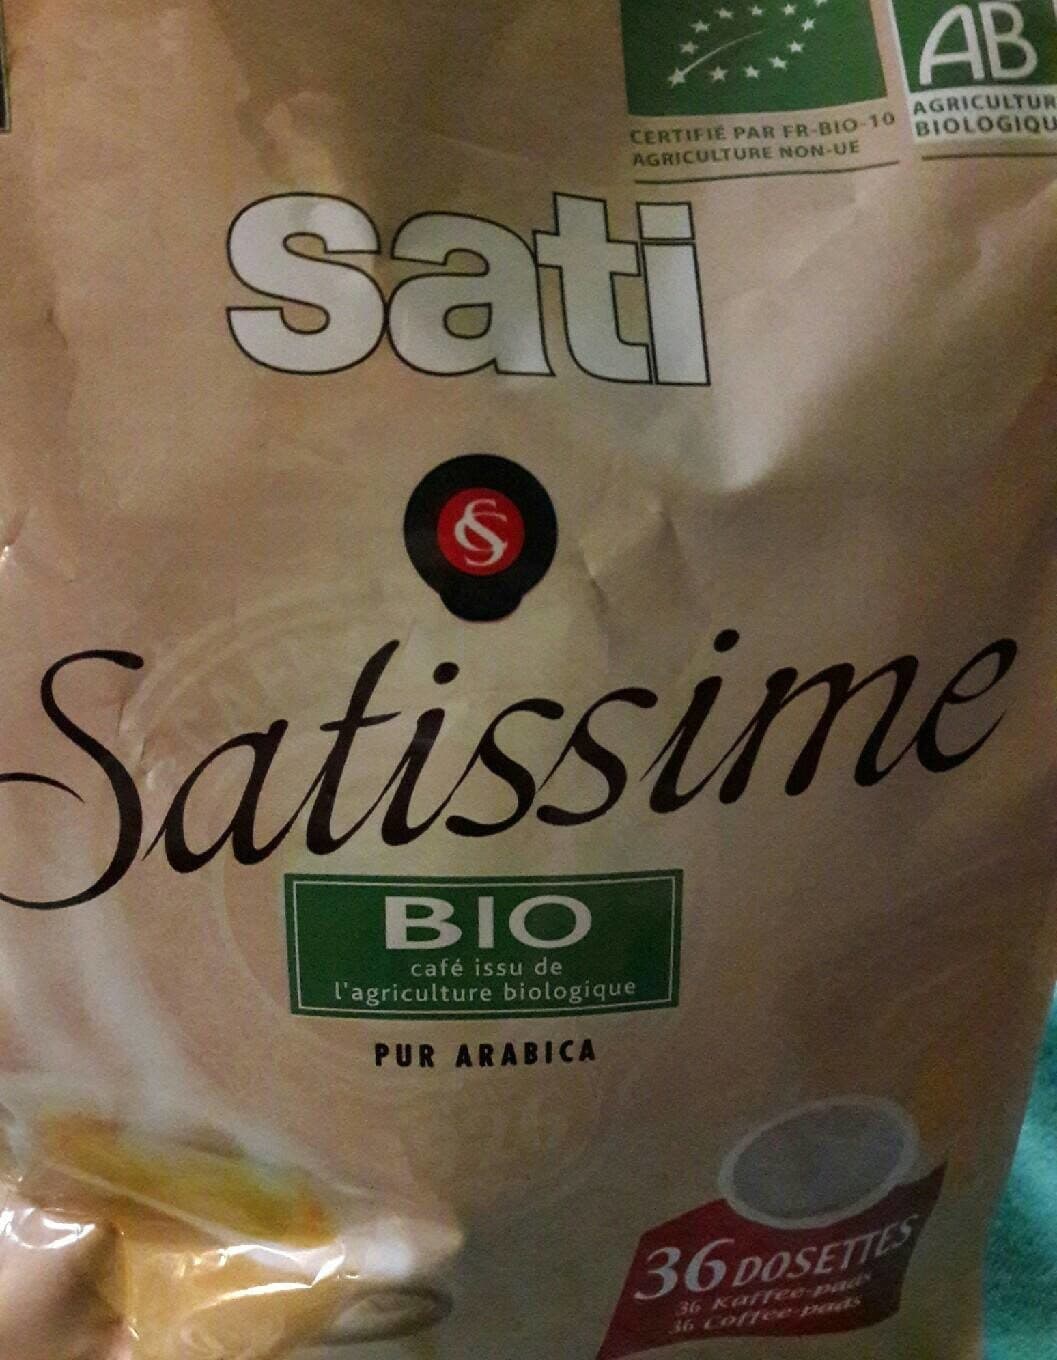 AB
AGRICULTUR
BIOLOGIQU
CERTIFIÉ PAR FR-BIO-10
AGRICULTURE NON-UE
sati
Satissime
BIO
café issu de
l'agriculture biologique
PUR ARABICA
36 DOSETTES
36 Kaffee-pads
36 Coffee-pads